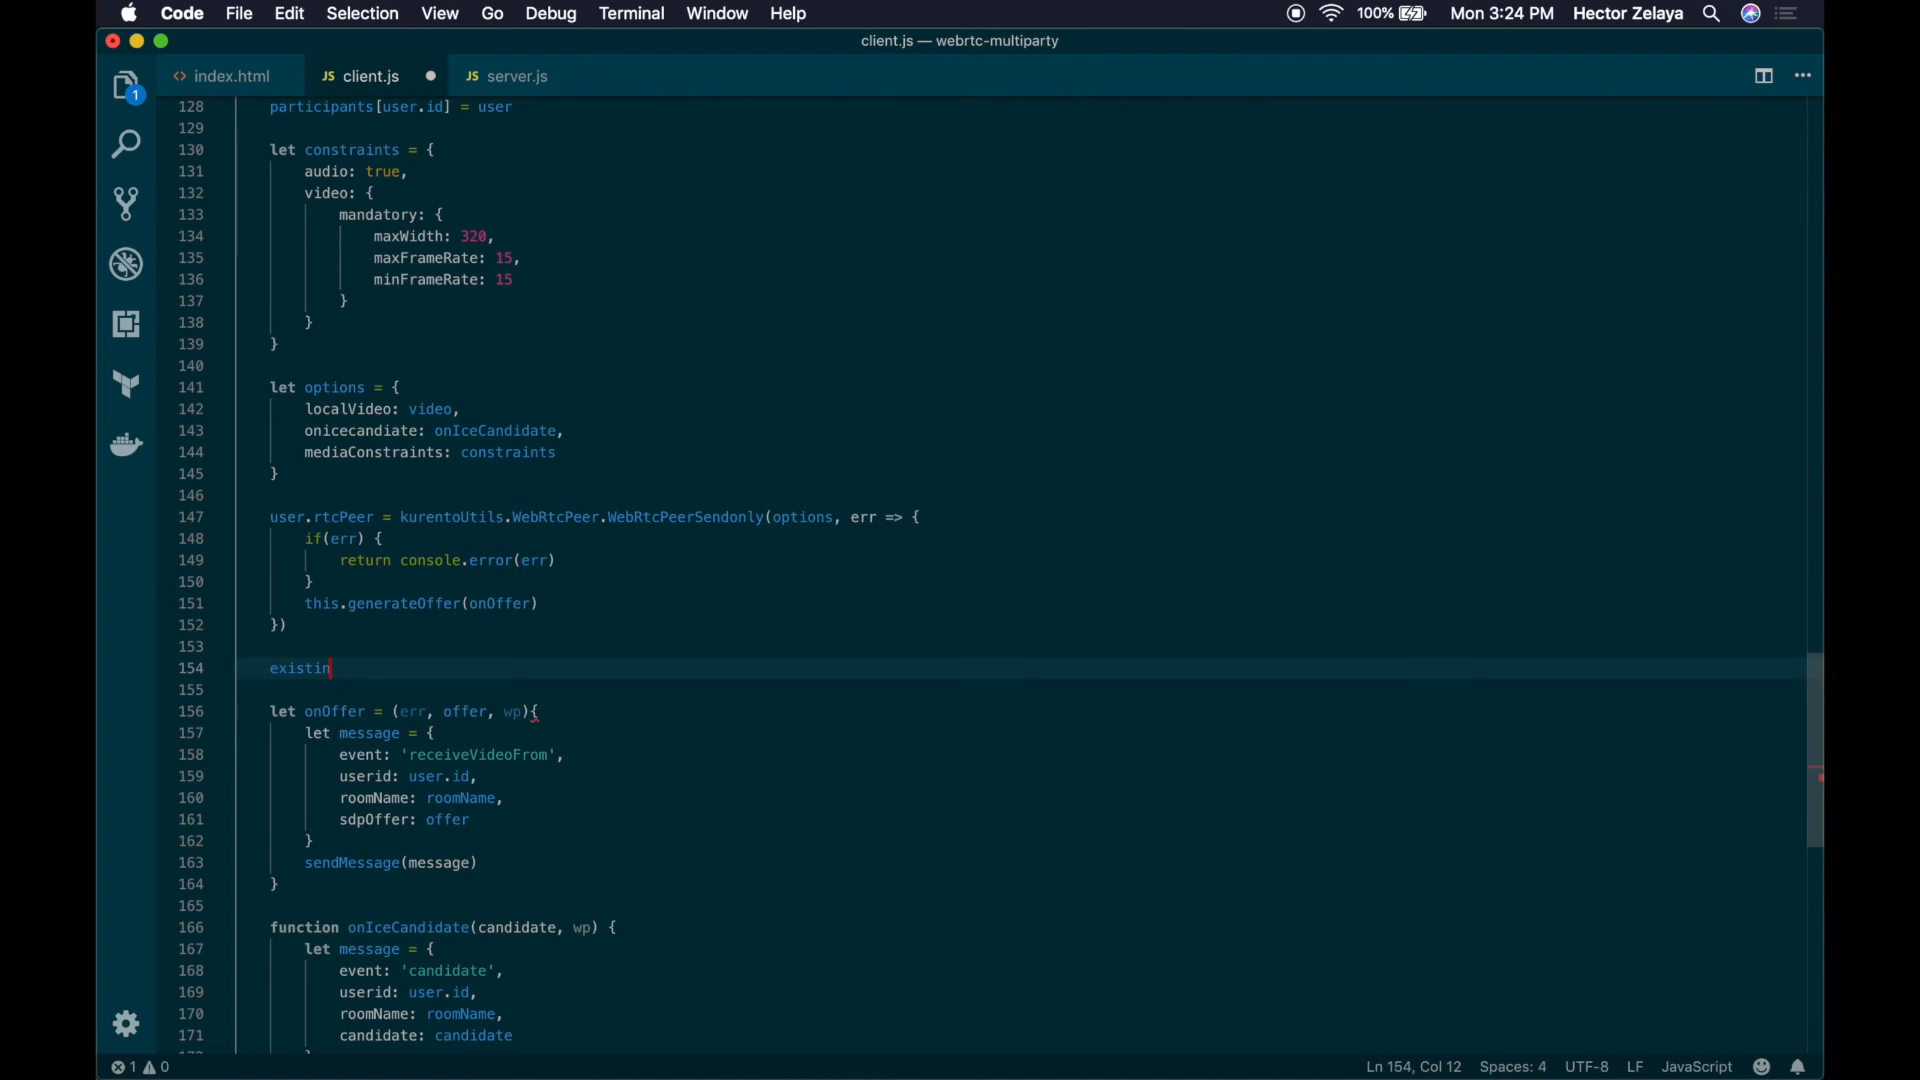 Code File Edit Selection View Go Debug Terminal Window Help 100% Mon 3:24 PM Hector Zelaya
client.js — webrtc-multiparty
1 <> index.html JS client.js JS server.js
128 participants[user.id] = user
129
130 let constraints = {
131 audio: true,
132 video: {
133 mandatory: {
134 maxWidth: 320,
135 maxFrameRate: 15,
136 minFrameRate: 15
137 }
138 }
139 }
140
141 let options = {
142 localVideo: video,
143 onicecandiate: onIceCandidate,
144 mediaConstraints: constraints
145 }
146
147 user.rtcPeer = kurentoUtils.WebRtcPeer.WebRtcPeerSendonly(options, err => {
148 if(err) {
149 return console.error(err)
150 }
151 this.generateOffer(onOffer)
152 })
153
154 existin
155
156 let onOffer = (err, offer, wp){
157 let message = {
158 event: 'receiveVideoFrom',
159 userid: user.id,
160 roomName: roomName,
161 sdpOffer: offer
162 }
163 sendMessage(message)
164 }
165
166 function onIceCandidate(candidate, wp) {
167 let message = {
168 event: 'candidate',
169 userid: user.id,
170 roomName: roomName,
171 candidate: candidate
1 0 Ln 154, Col 12 Spaces: 4 UTF-8 LF JavaScript